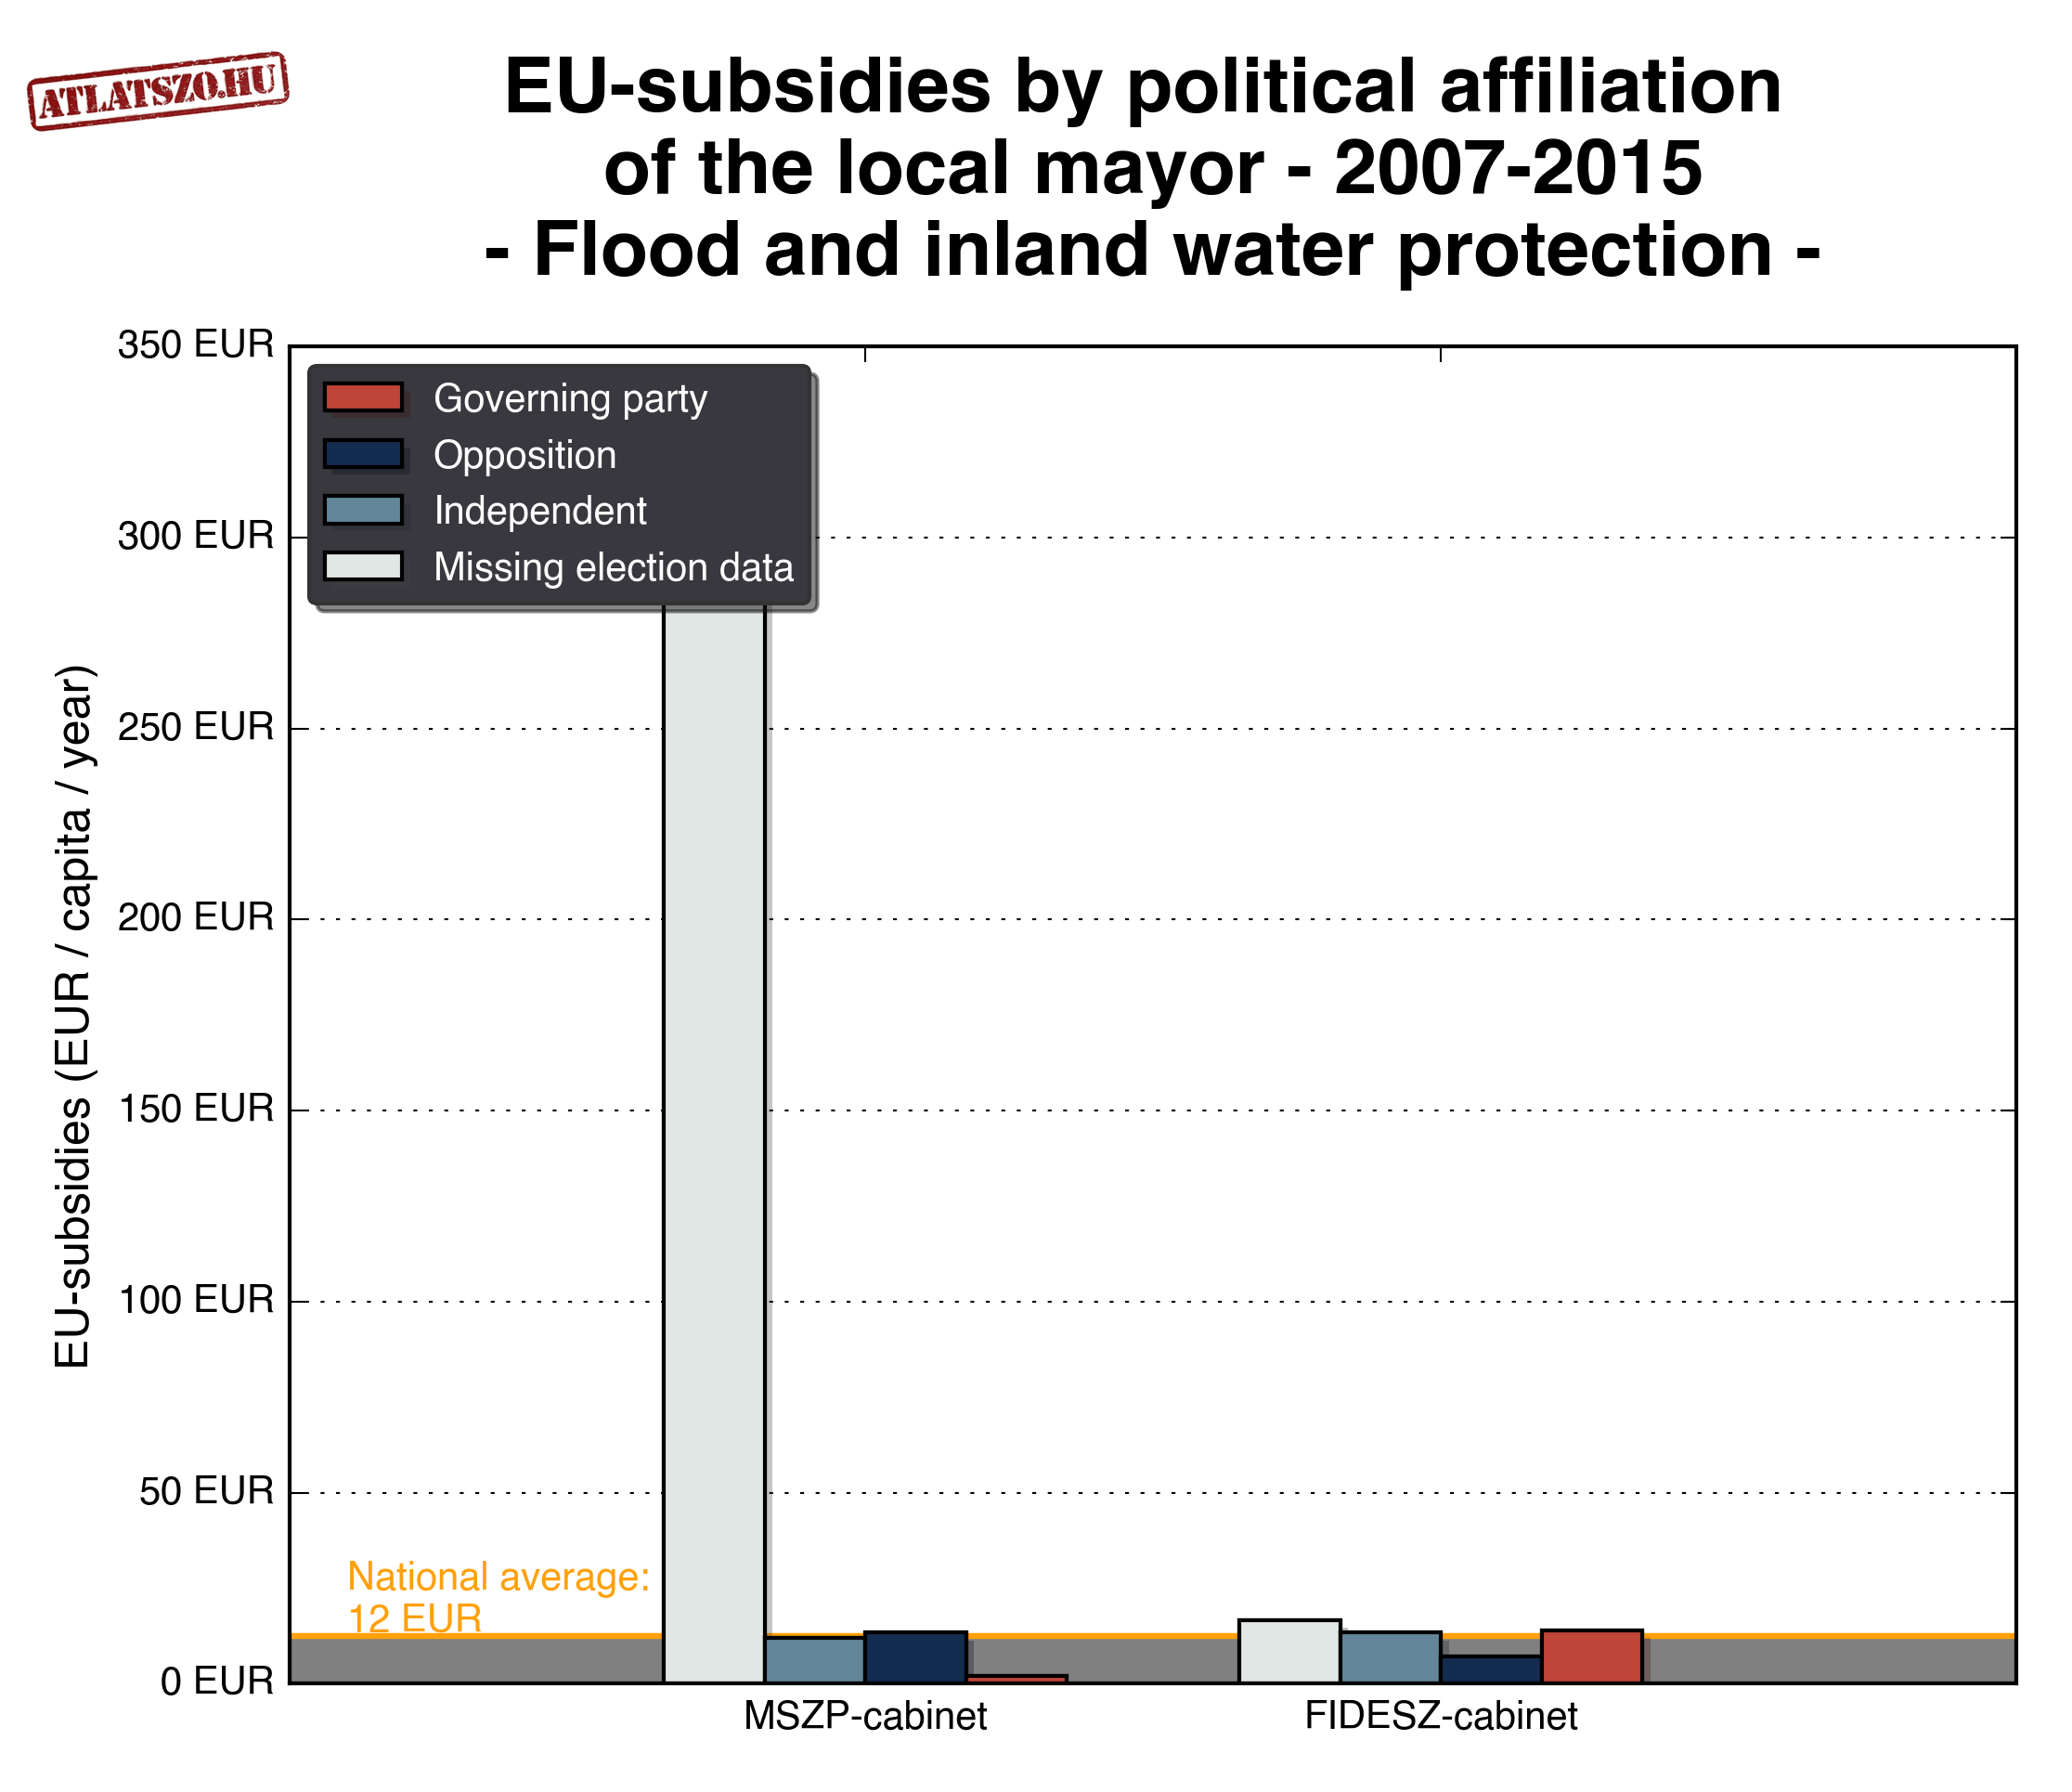 ATLATSZO.HU
EU-subsidies by political affiliation
of the local mayor - 2007-2015
- Flood and inland water protection -
350 EUR
300 EUR
250 EUR
200 EUR
150 EUR
100 EUR
50 EUR
0 EUR
EU-subsidies (EUR / capita / year)
Governing party
Opposition
Independent
Missing election data
National average:
12 EUR
MSZP-cabinet
FIDESZ-cabinet